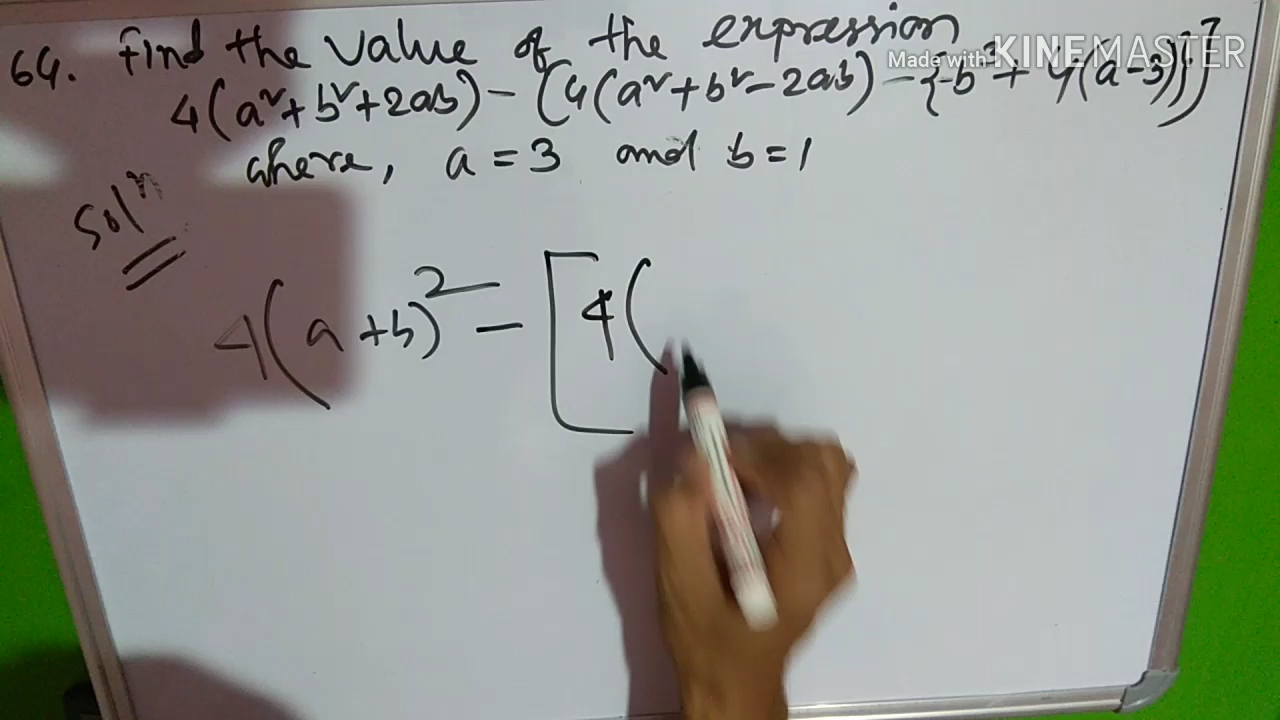 64. Find the value of the expression
Made with KINEMASTER
4(a²+b²+2ab)-[4(a²+b²-2ab)-{-b³+4(a-3)}]
where, a=3 and b=1
Solⁿ
4(a+b)²-[4(